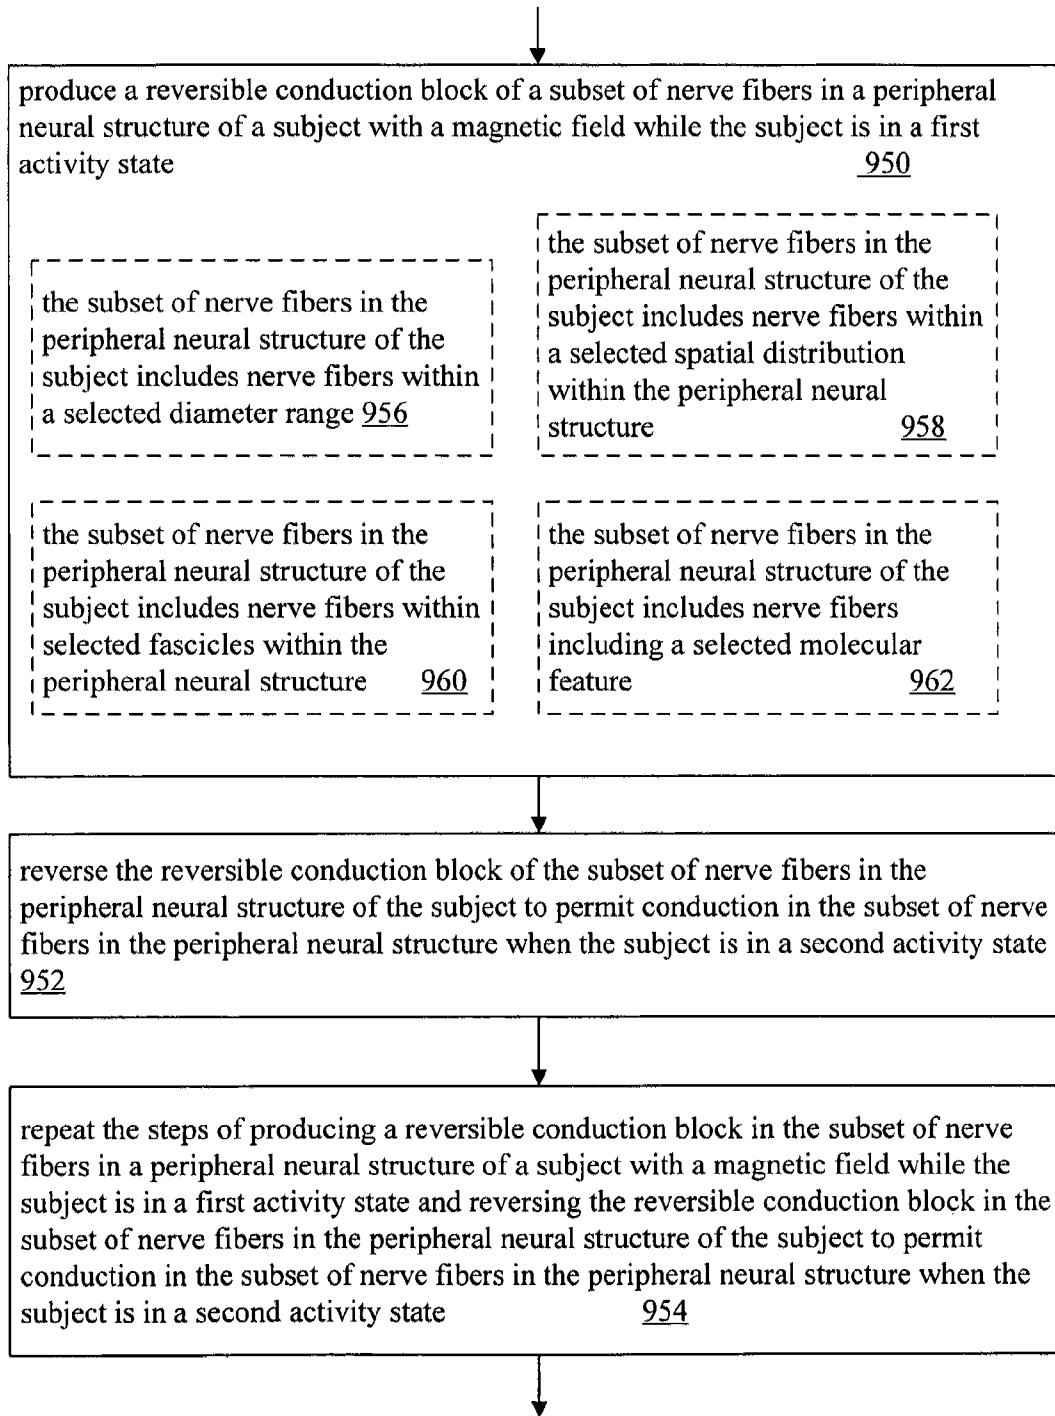 produce a reversible conduction block of a subset of nerve fibers in a peripheral
neural structure of a subject with a magnetic field while the subject is in a first
activity state 950
the subset of nerve fibers in the
peripheral neural structure of the
subject includes nerve fibers within
a selected diameter range 956
the subset of nerve fibers in the
peripheral neural structure of the
subject includes nerve fibers within
a selected spatial distribution
within the peripheral neural
structure 958
the subset of nerve fibers in the
peripheral neural structure of the
subject includes nerve fibers within
selected fascicles within the
peripheral neural structure 960
the subset of nerve fibers in the
peripheral neural structure of the
subject includes nerve fibers
including a selected molecular
feature 962
reverse the reversible conduction block of the subset of nerve fibers in the
peripheral neural structure of the subject to permit conduction in the subset of nerve
fibers in the peripheral neural structure when the subject is in a second activity state
952
repeat the steps of producing a reversible conduction block in the subset of nerve
fibers in a peripheral neural structure of a subject with a magnetic field while the
subject is in a first activity state and reversing the reversible conduction block in the
subset of nerve fibers in the peripheral neural structure of the subject to permit
conduction in the subset of nerve fibers in the peripheral neural structure when the
subject is in a second activity state 954